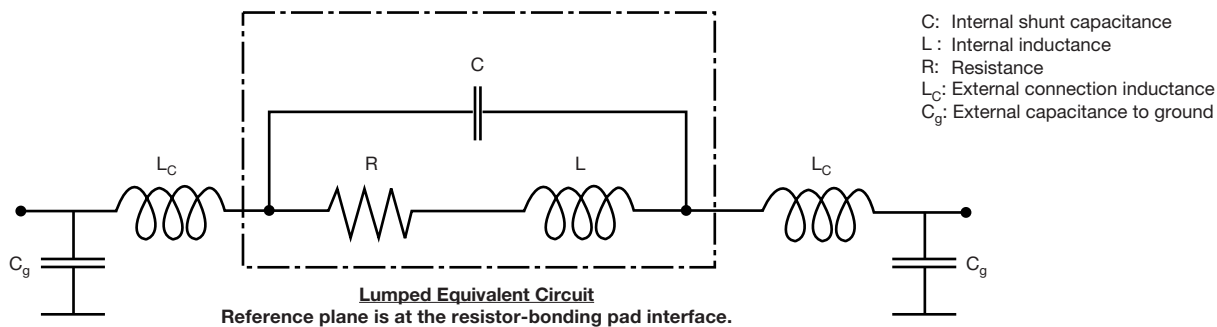 C: Internal shunt capacitance
L : Internal inductance
R: Resistance
LC: External connection inductance
Cg: External capacitance to ground
C
LC
R
L
LC
Cg
Cg
Lumped Equivalent Circuit
Reference plane is at the resistor-bonding pad interface.